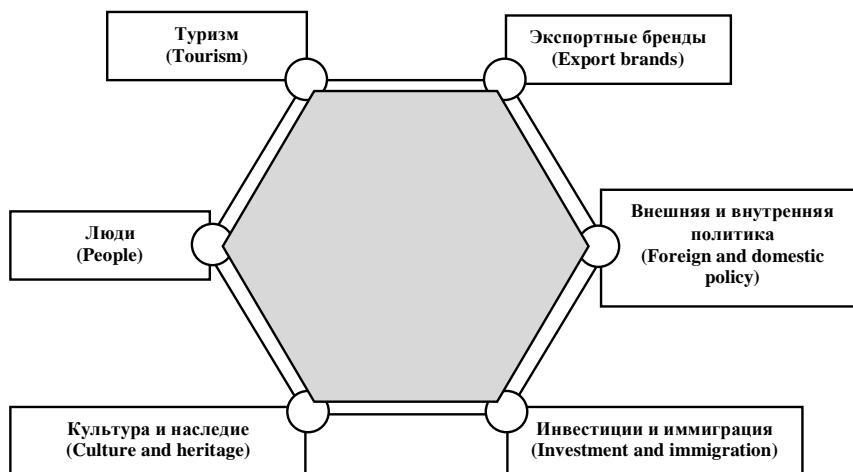 Туризм
(Tourism)
Экспортные бренды
(Export brands)
Люди
(People)
Внешняя и внутренняя
политика
(Foreign and domestic
policy)
Культура и наследие
(Culture and heritage)
Инвестиции и иммиграция
(Investment and immigration)